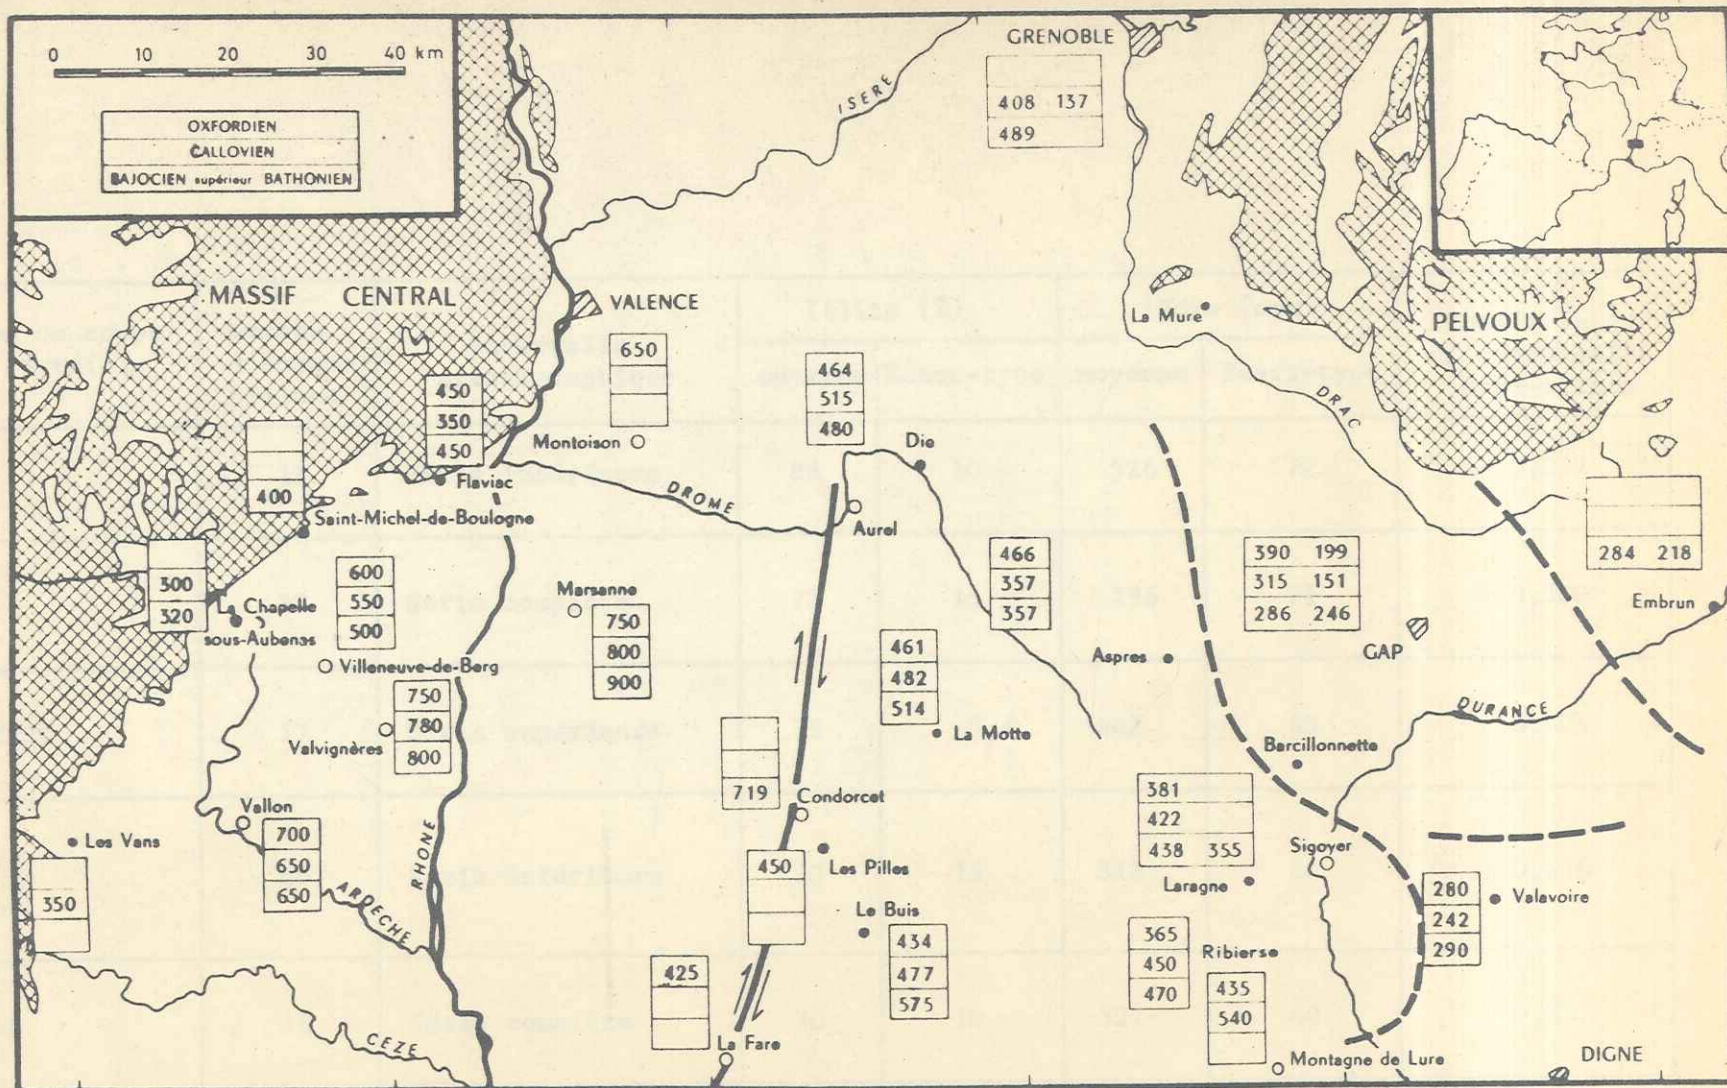 0 10 20 30 40 km
OXFORDIEN
CALLOVIEN
BAJOCIEN supérieur BATHONIEN
GRENOBLE
408 137
489
ISERE
MASSIF CENTRAL
VALENCE
650
Montoison
450
350
450
Flaviac
400
Saint-Michel-de-Boulogne
464
515
480
Die
Aurel
DROME
La Mure
PELVOUX
DRAC
300
320
La Chapelle
sous-Aubenas
600
550
500
Villeneuve-de-Berg
Marsanne
750
800
900
466
357
357
390 199
315 151
286 246
GAP
284 218
Embrun
Aspres
461
482
514
La Motte
750
780
800
Valvignères
DURANCE
Barcillonnette
719
Condorcet
Vallon
700
650
650
Les Vans
350
ARDECHE
RHONE
450
Les Pilles
Le Buis
434
477
575
381
422
438 355
Laragne
Sigoyer
280
242
290
Valavoire
365
450
470
Ribierse
435
540
Montagne de Lure
425
La Fare
CEZE
DIGNE